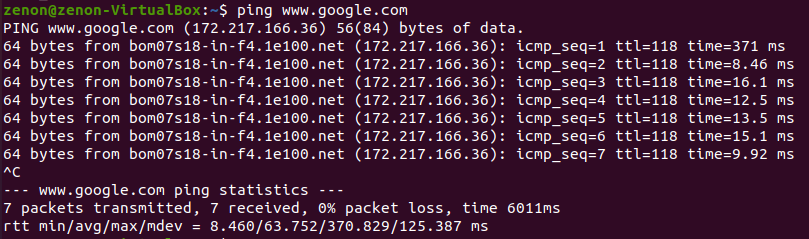 zenon@zenon-VirtualBox:~$ ping www.google.com
PING www.google.com (172.217.166.36) 56(84) bytes of data.
64 bytes from bom07s18-in-f4.1e100.net (172.217.166.36): icmp_seq=1 ttl=118 time=371 ms
64 bytes from bom07s18-in-f4.1e100.net (172.217.166.36): icmp_seq=2 ttl=118 time=8.46 ms
64 bytes from bom07s18-in-f4.1e100.net (172.217.166.36): icmp_seq=3 ttl=118 time=16.1 ms
64 bytes from bom07s18-in-f4.1e100.net (172.217.166.36): icmp_seq=4 ttl=118 time=12.5 ms
64 bytes from bom07s18-in-f4.1e100.net (172.217.166.36): icmp_seq=5 ttl=118 time=13.5 ms
64 bytes from bom07s18-in-f4.1e100.net (172.217.166.36): icmp_seq=6 ttl=118 time=15.1 ms
64 bytes from bom07s18-in-f4.1e100.net (172.217.166.36): icmp_seq=7 ttl=118 time=9.92 ms
^C
--- www.google.com ping statistics ---
7 packets transmitted, 7 received, 0% packet loss, time 6011ms
rtt min/avg/max/mdev = 8.460/63.752/370.829/125.387 ms